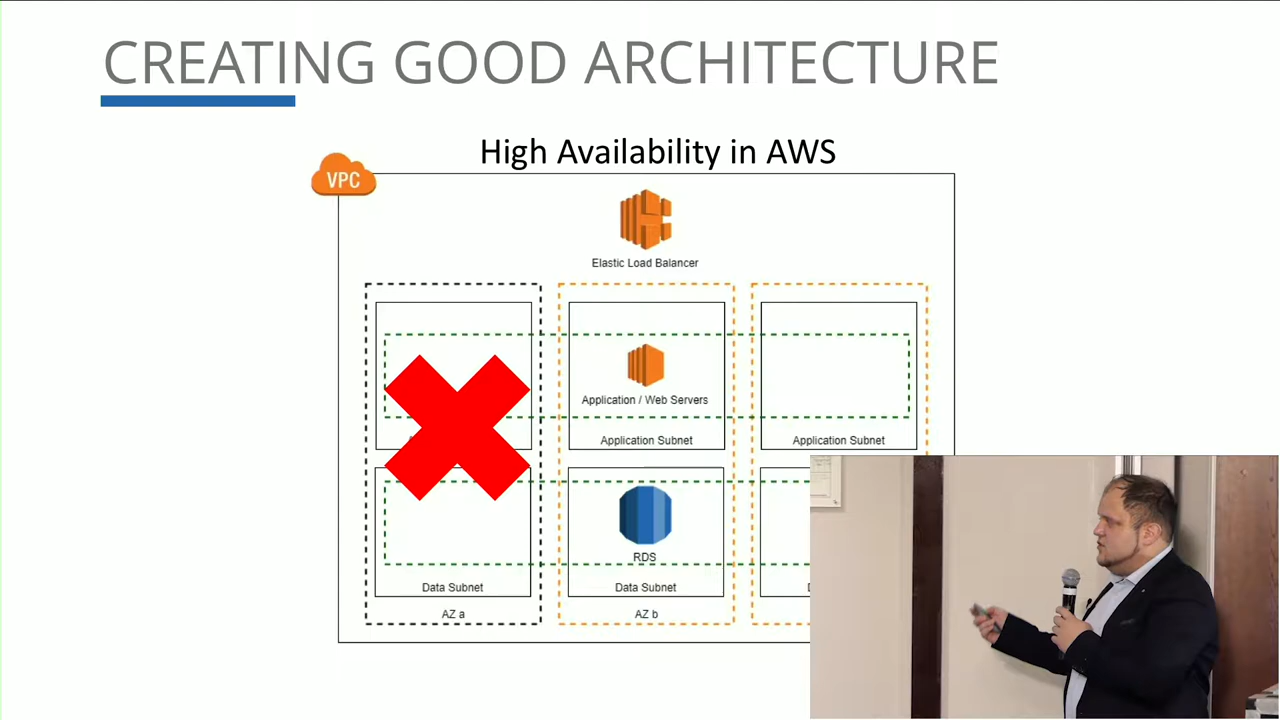 CREATING GOOD ARCHITECTURE
High Availability in AWS
VPC
Elastic Load Balancer
Application / Web Servers
Application Subnet
Application Subnet
RDS
Data Subnet
Data Subnet
AZ a
AZ b